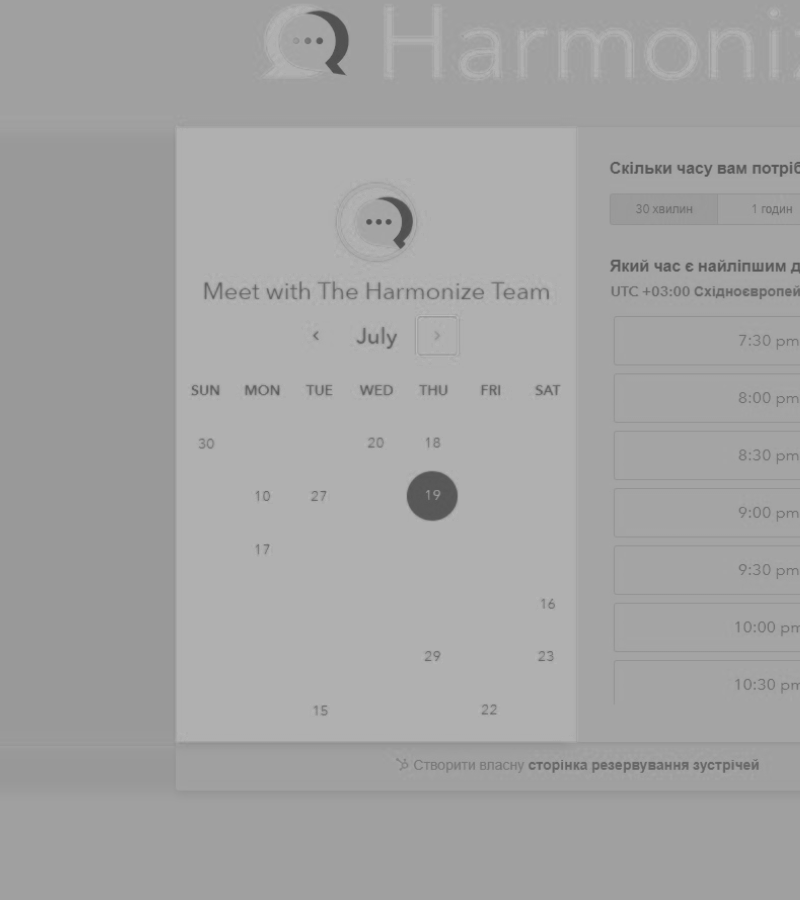 Harmoniz
Meet with The Harmonize Team
July
SUN MON TUE WED THU FRI SAT
30 20 18
10 27 19
17
16
29 23
15 22
Скільки часу вам потріб
30 хвилин 1 годин
Який час є найліпшим д
UTC +03:00 Східноєвропей
7:30 pm
8:00 pm
8:30 pm
9:00 pm
9:30 pm
10:00 pm
10:30 pm
Створити власну сторінка резервування зустрічей